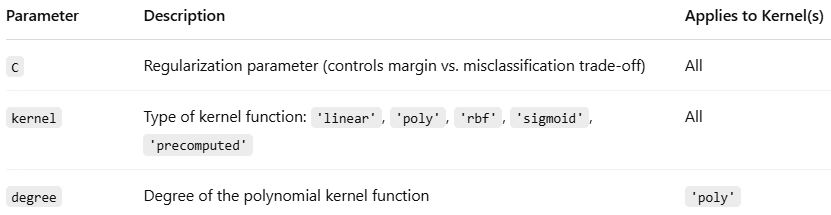 Parameter Description Applies to Kernel(s)
C Regularization parameter (controls margin vs. misclassification trade-off) All
kernel Type of kernel function: 'linear', 'poly', 'rbf', 'sigmoid', All
'precomputed'
degree Degree of the polynomial kernel function 'poly'